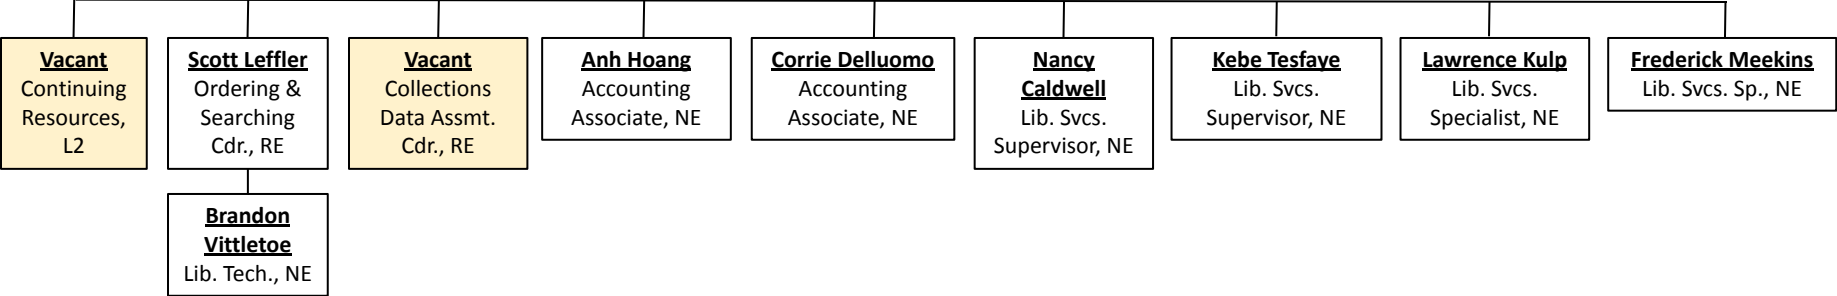 Vacant
Continuing
Resources,
L2
Scott Leffler
Ordering &
Searching
Cdr., RE
Vacant
Collections
Data Assmt.
Cdr., RE
Anh Hoang
Accounting
Associate, NE
Corrie Delluomo
Accounting
Associate, NE
Nancy
Caldwell
Lib. Svcs.
Supervisor, NE
Kebe Tesfaye
Lib. Svcs.
Supervisor, NE
Lawrence Kulp
Lib. Svcs.
Specialist, NE
Frederick Meekins
Lib. Svcs. Sp., NE
Brandon
Vittletoe
Lib. Tech., NE